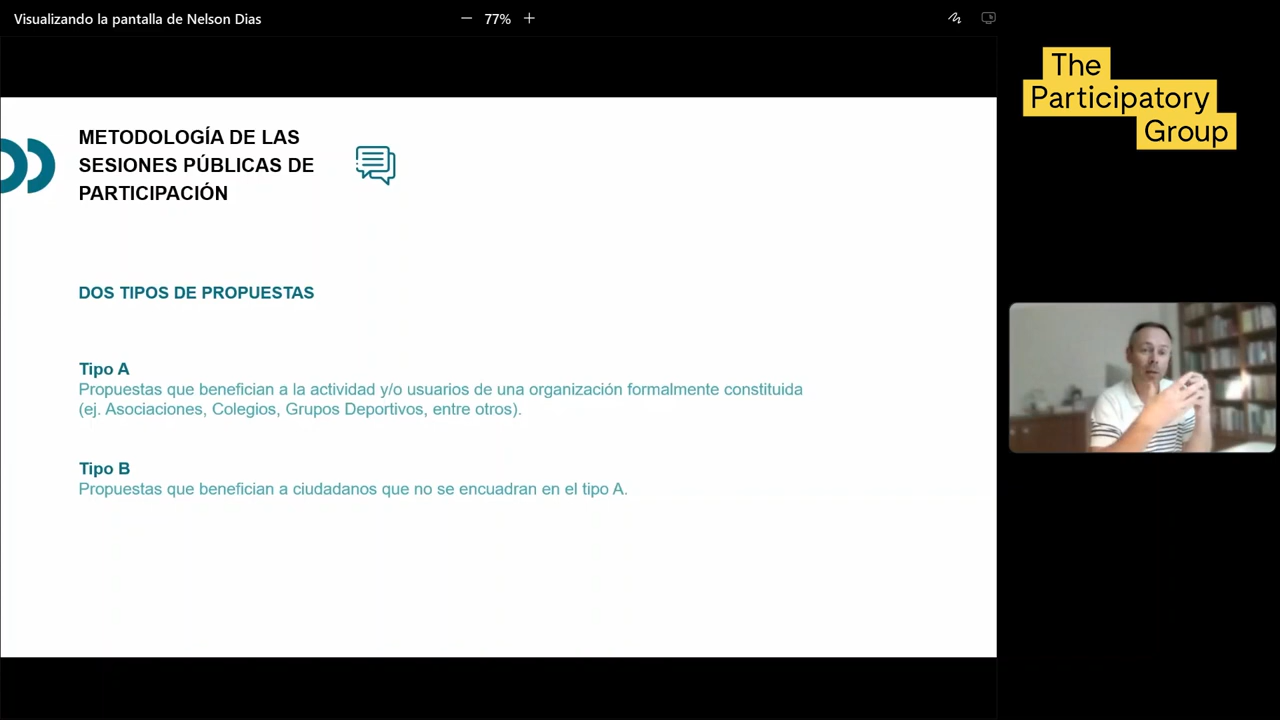 Visualizando la pantalla de Nelson Dias
77%
The
Participatory
Group
METODOLOGÍA DE LAS
SESIONES PÚBLICAS DE
PARTICIPACIÓN
DOS TIPOS DE PROPUESTAS
Tipo A
Propuestas que benefician a la actividad y/o usuarios de una organización formalmente constituida
(ej. Asociaciones, Colegios, Grupos Deportivos, entre otros).
Tipo B
Propuestas que benefician a ciudadanos que no se encuadran en el tipo A.